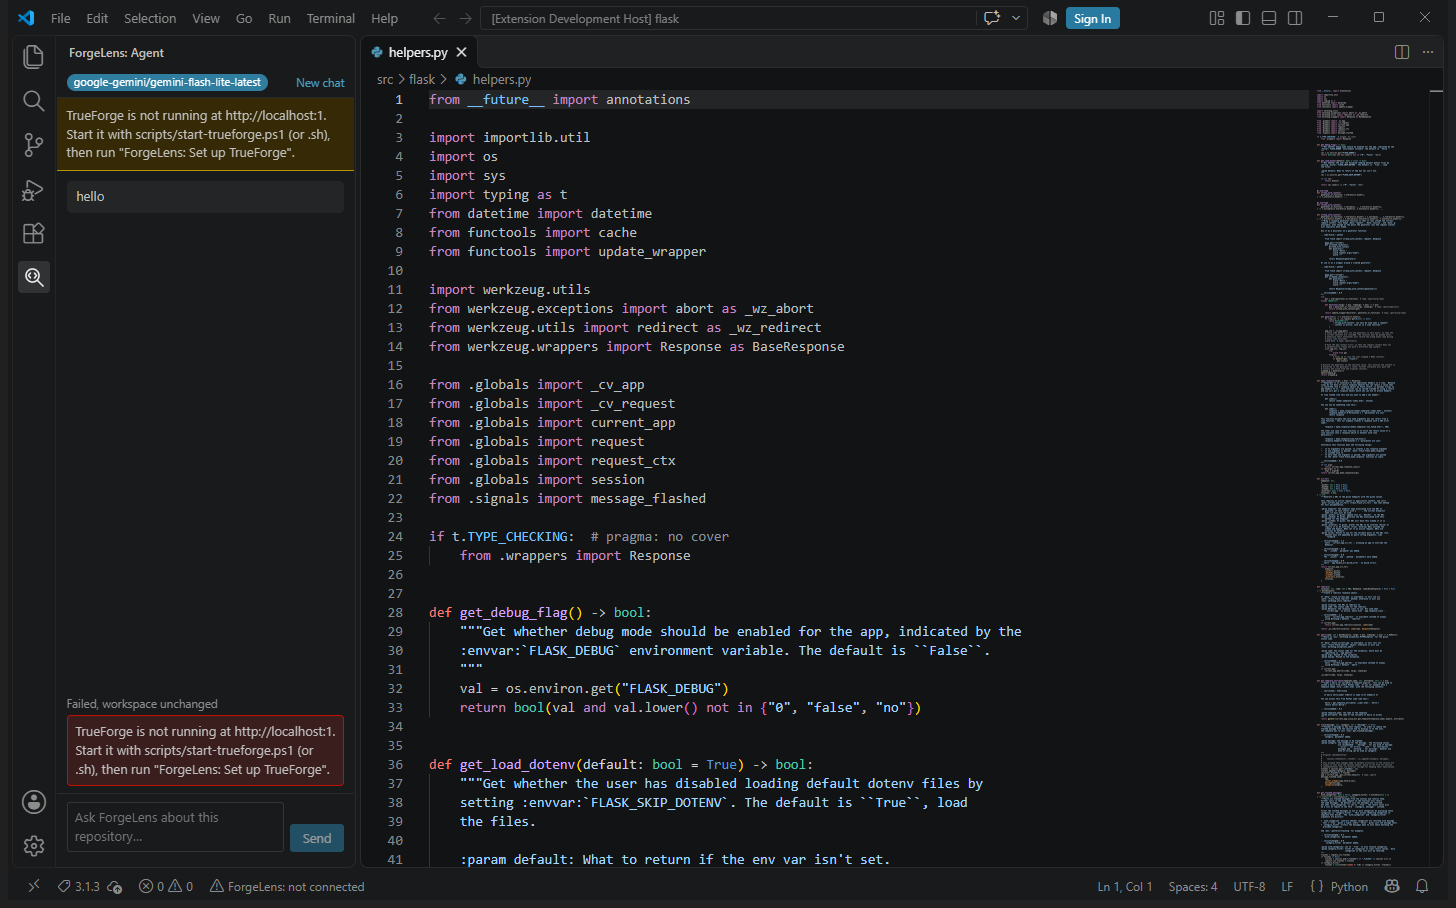 File Edit Selection View Go Run Terminal Help
[Extension Development Host] flask
Sign In
ForgeLens: Agent
google-gemini/gemini-flash-lite-latest
New chat
TrueForge is not running at http://localhost:1.
Start it with scripts/start-trueforge.ps1 (or .sh),
then run "ForgeLens: Set up TrueForge".
hello
Failed, workspace unchanged
TrueForge is not running at http://localhost:1.
Start it with scripts/start-trueforge.ps1 (or
.sh), then run "ForgeLens: Set up TrueForge".
Ask ForgeLens about this
repository...
Send
helpers.py
src > flask > helpers.py
1 from __future__ import annotations
2
3 import importlib.util
4 import os
5 import sys
6 import typing as t
7 from datetime import datetime
8 from functools import cache
9 from functools import update_wrapper
10
11 import werkzeug.utils
12 from werkzeug.exceptions import abort as _wz_abort
13 from werkzeug.utils import redirect as _wz_redirect
14 from werkzeug.wrappers import Response as BaseResponse
15
16 from .globals import _cv_app
17 from .globals import _cv_request
18 from .globals import current_app
19 from .globals import request
20 from .globals import request_ctx
21 from .globals import session
22 from .signals import message_flashed
23
24 if t.TYPE_CHECKING:  # pragma: no cover
25     from .wrappers import Response
26
27
28 def get_debug_flag() -> bool:
29     """Get whether debug mode should be enabled for the app, indicated by the
30     :envvar:`FLASK_DEBUG` environment variable. The default is ``False``.
31     """
32     val = os.environ.get("FLASK_DEBUG")
33     return bool(val and val.lower() not in {"0", "false", "no"})
34
35
36 def get_load_dotenv(default: bool = True) -> bool:
37     """Get whether the user has disabled loading default dotenv files by
38     setting :envvar:`FLASK_SKIP_DOTENV`. The default is ``True``, load
39     the files.
40
41     :param default: What to return if the env var isn't set.
3.1.3
0 0
ForgeLens: not connected
Ln 1, Col 1
Spaces: 4
UTF-8
LF
{ } Python